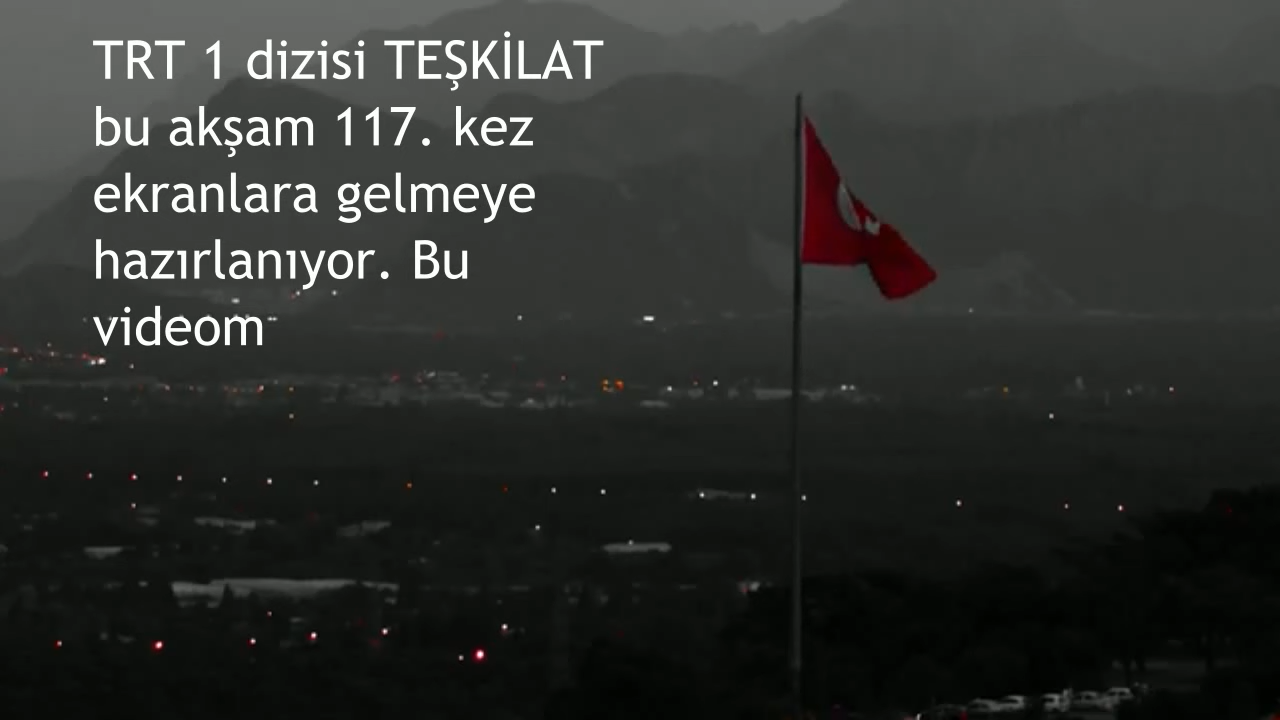 TRT 1 dizisi TEŞKİLAT
bu akşam 117. kez
ekranlara gelmeye
hazırlanıyor. Bu
videom